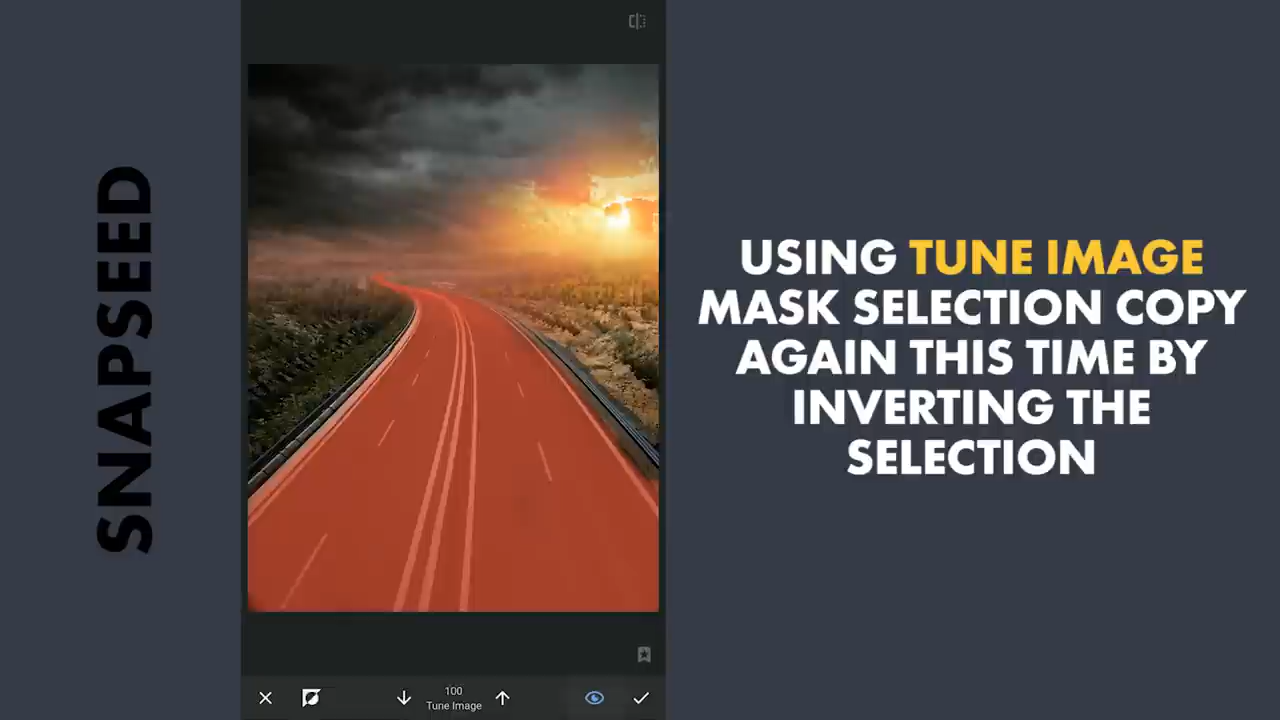 SNAPSEED
USING TUNE IMAGE
MASK SELECTION COPY
AGAIN THIS TIME BY
INVERTING THE
SELECTION
100
Tune Image